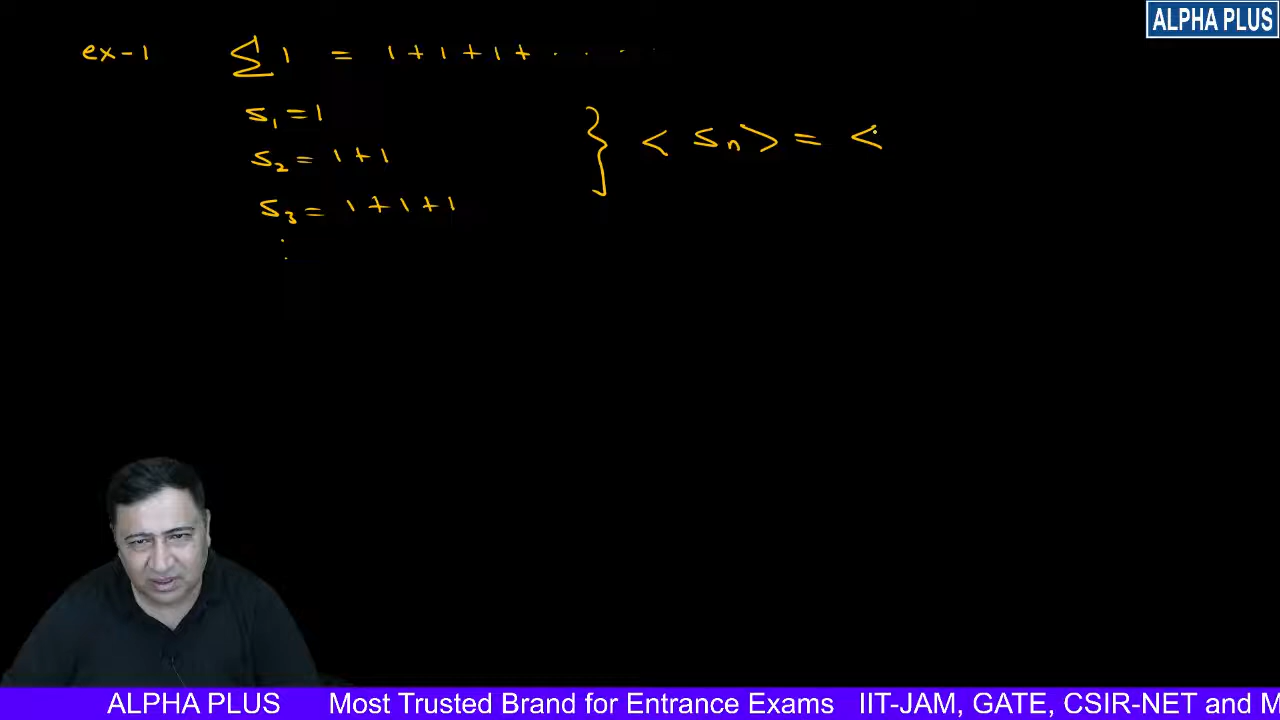 ALPHA PLUS
ex-1 ∑ 1 = 1+1+1+.....
S₁ = 1
S₂ = 1+1
S₃ = 1+1+1
⋮
} < Sₙ > = <
ALPHA PLUS Most Trusted Brand for Entrance Exams IIT-JAM, GATE, CSIR-NET and M